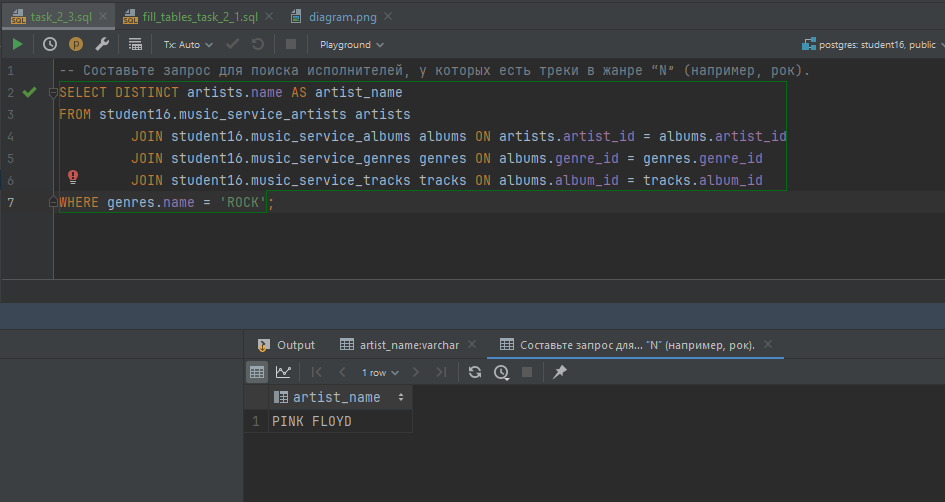 task_2_3.sql
fill_tables_task_2_1.sql
diagram.png
Tx: Auto
Playground
postgres: student16, public
1 -- Составьте запрос для поиска исполнителей, у которых есть треки в жанре “N” (например, рок).
2 SELECT DISTINCT artists.name AS artist_name
3 FROM student16.music_service_artists artists
4 JOIN student16.music_service_albums albums ON artists.artist_id = albums.artist_id
5 JOIN student16.music_service_genres genres ON albums.genre_id = genres.genre_id
6 JOIN student16.music_service_tracks tracks ON albums.album_id = tracks.album_id
7 WHERE genres.name = 'ROCK';
Output
artist_name:varchar
Составьте запрос для... “N” (например, рок).
1 row
artist_name
1 PINK FLOYD